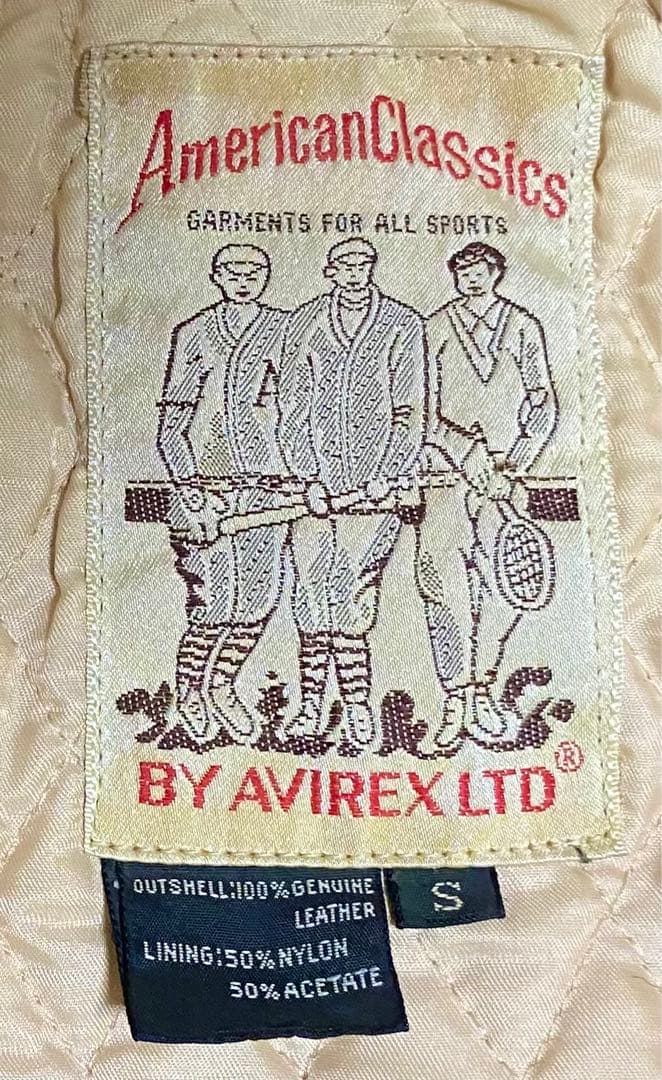 AmericanClassics
GARMENTS FOR ALL SPORTS
A
BY AVIREX LTD®
OUTSHELL:100%GENUINE
LEATHER
S
LINING:50%NYLON
50%ACETATE